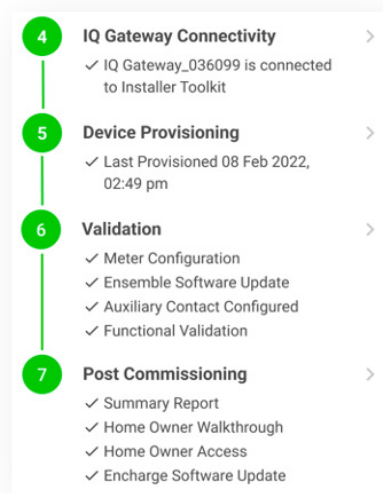 4 IQ Gateway Connectivity
✓ IQ Gateway_036099 is connected
to Installer Toolkit
5 Device Provisioning
✓ Last Provisioned 08 Feb 2022,
02:49 pm
6 Validation
✓ Meter Configuration
✓ Ensemble Software Update
✓ Auxiliary Contact Configured
✓ Functional Validation
7 Post Commissioning
✓ Summary Report
✓ Home Owner Walkthrough
✓ Home Owner Access
✓ Encharge Software Update